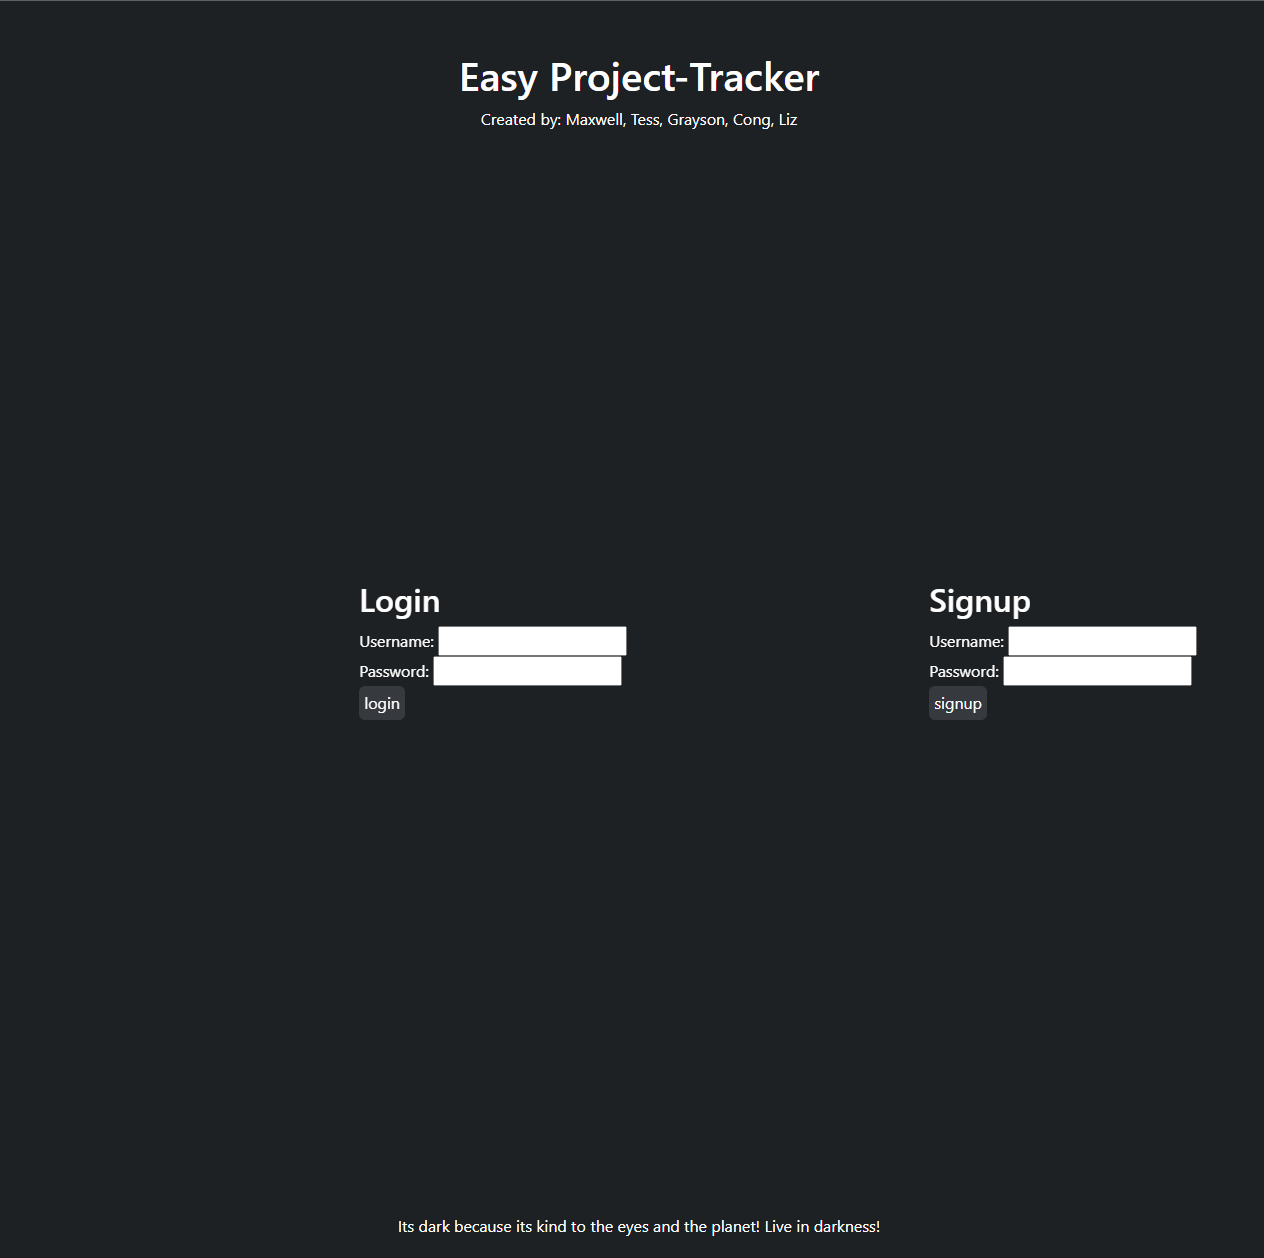 Easy Project-Tracker
Created by: Maxwell, Tess, Grayson, Cong, Liz
Login
Username:
Password:
login
Signup
Username:
Password:
signup
Its dark because its kind to the eyes and the planet! Live in darkness!